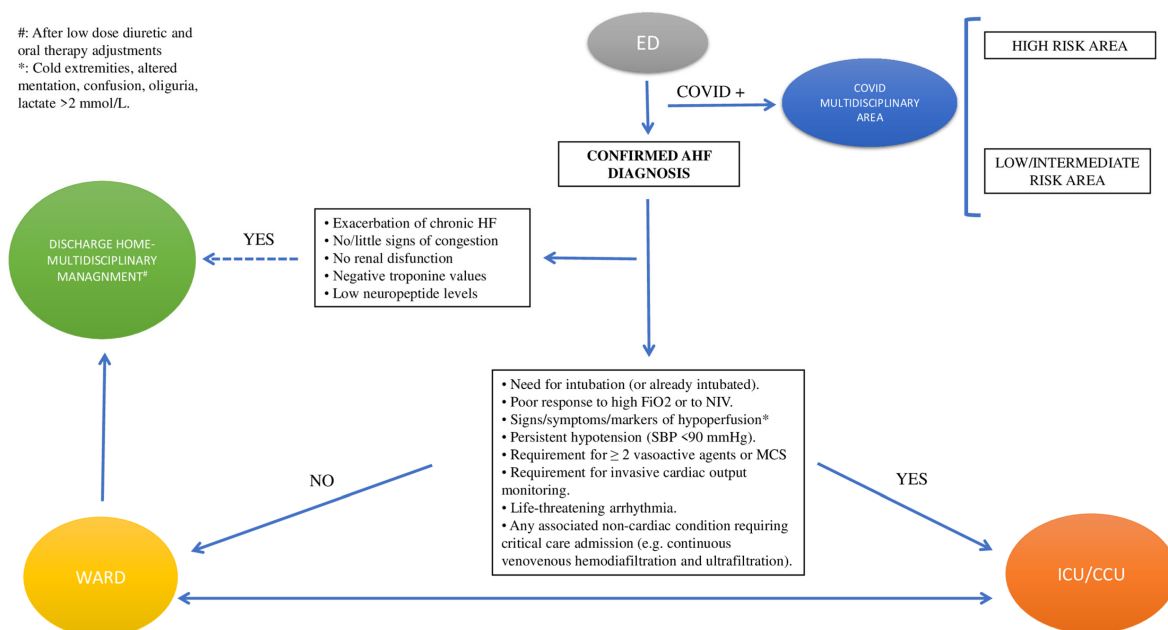 #: After low dose diuretic and
oral therapy adjustments
*: Cold extremities, altered
mentation, confusion, oliguria,
lactate >2 mmol/L.
ED
COVID +
COVID
MULTIDISCIPLINARY
AREA
HIGH RISK AREA
LOW/INTERMEDIATE
RISK AREA
CONFIRMED AHF
DIAGNOSIS
• Exacerbation of chronic HF
• No/little signs of congestion
• No renal disfunction
• Negative troponine values
• Low neuropeptide levels
YES
DISCHARGE HOME-
MULTIDISCIPLINARY
MANAGNMENT#
• Need for intubation (or already intubated).
• Poor response to high FiO2 or to NIV.
• Signs/symptoms/markers of hypoperfusion*
• Persistent hypotension (SBP <90 mmHg).
• Requirement for ≥ 2 vasoactive agents or MCS
• Requirement for invasive cardiac output
monitoring.
• Life-threatening arrhythmia.
• Any associated non-cardiac condition requiring
critical care admission (e.g. continuous
venovenous hemodiafiltration and ultrafiltration).
NO
YES
WARD
ICU/CCU